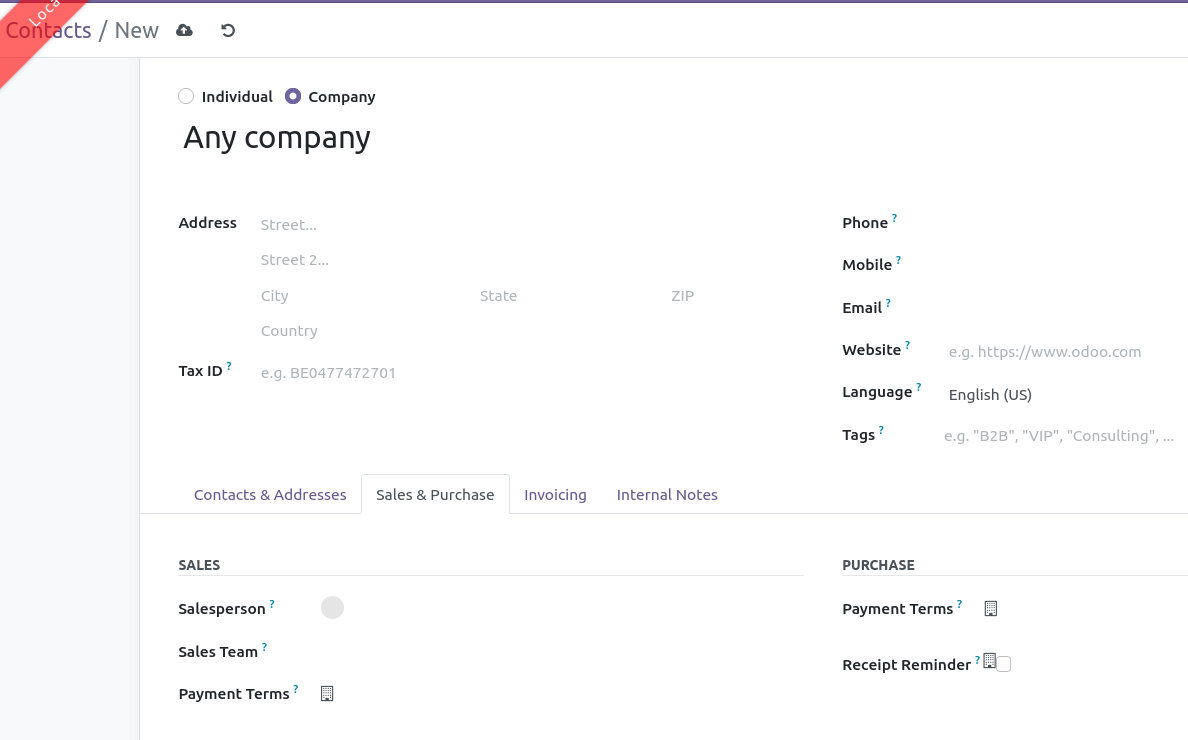 Contacts / New
Individual Company
Any company
Address Street...
Street 2...
City State ZIP
Country
Tax ID ? e.g. BE0477472701
Phone ?
Mobile ?
Email ?
Website ? e.g. https://www.odoo.com
Language ? English (US)
Tags ? e.g. "B2B", "VIP", "Consulting", ...
Contacts & Addresses Sales & Purchase Invoicing Internal Notes
SALES
Salesperson ?
Sales Team ?
Payment Terms ?
PURCHASE
Payment Terms ?
Receipt Reminder ?